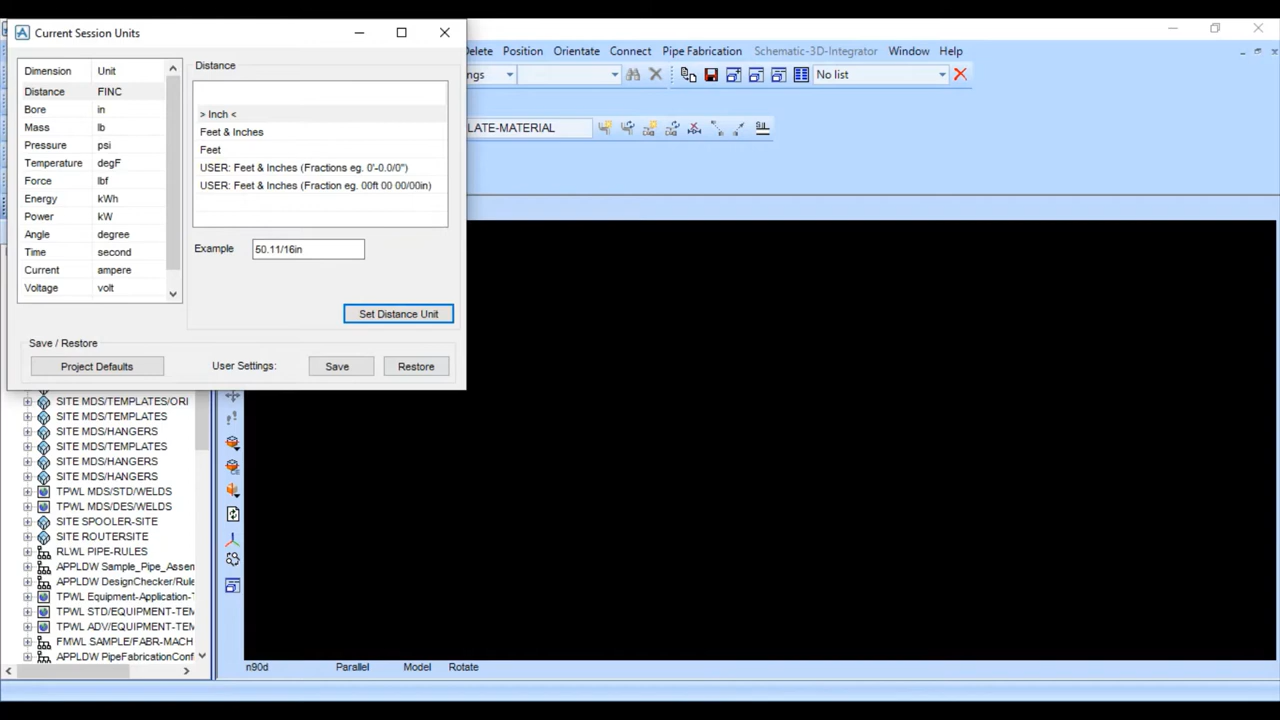 Current Session Units
Delete Position Orientate Connect Pipe Fabrication Schematic-3D-Integrator Window Help
ngs No list
LATE-MATERIAL
Dimension Unit
Distance FINC
Bore in
Mass lb
Pressure psi
Temperature degF
Force lbf
Energy kWh
Power kW
Angle degree
Time second
Current ampere
Voltage volt
Distance
> Inch <
Feet & Inches
Feet
USER: Feet & Inches (Fractions eg. 0'-0.0/0")
USER: Feet & Inches (Fraction eg. 00ft 00 00/00in)
Example 50.11/16in
Set Distance Unit
Save / Restore
Project Defaults User Settings: Save Restore
SITE MDS/TEMPLATES/ORI
SITE MDS/TEMPLATES
SITE MDS/HANGERS
SITE MDS/TEMPLATES
SITE MDS/HANGERS
SITE MDS/HANGERS
TPWL MDS/STD/WELDS
TPWL MDS/DES/WELDS
SITE SPOOLER-SITE
SITE ROUTERSITE
RLWL PIPE-RULES
APPLDW Sample_Pipe_Assen
APPLDW DesignChecker/Rule
TPWL Equipment-Application-T
TPWL STD/EQUIPMENT-TEM
TPWL ADV/EQUIPMENT-TEM
FMWL SAMPLE/FABR-MACH
APPLDW PipeFabricationConf
n90d Parallel Model Rotate